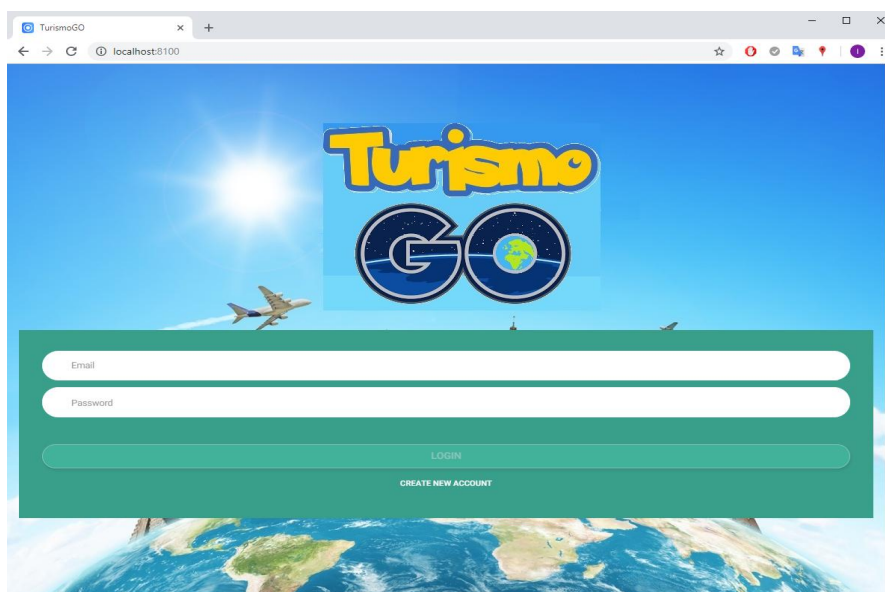 TurismoGO
localhost:8100
Turismo
GO
Email
Password
LOGIN
CREATE NEW ACCOUNT